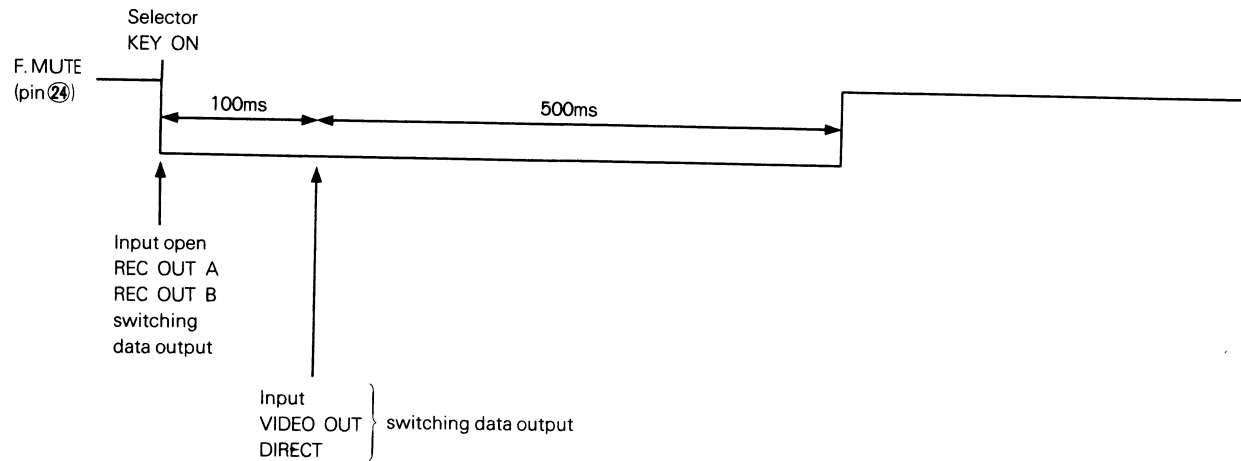 Selector
KEY ON
F. MUTE
(pin㉔)
100ms
500ms
Input open
REC OUT A
REC OUT B
switching
data output
Input
VIDEO OUT
DIRECT
switching data output